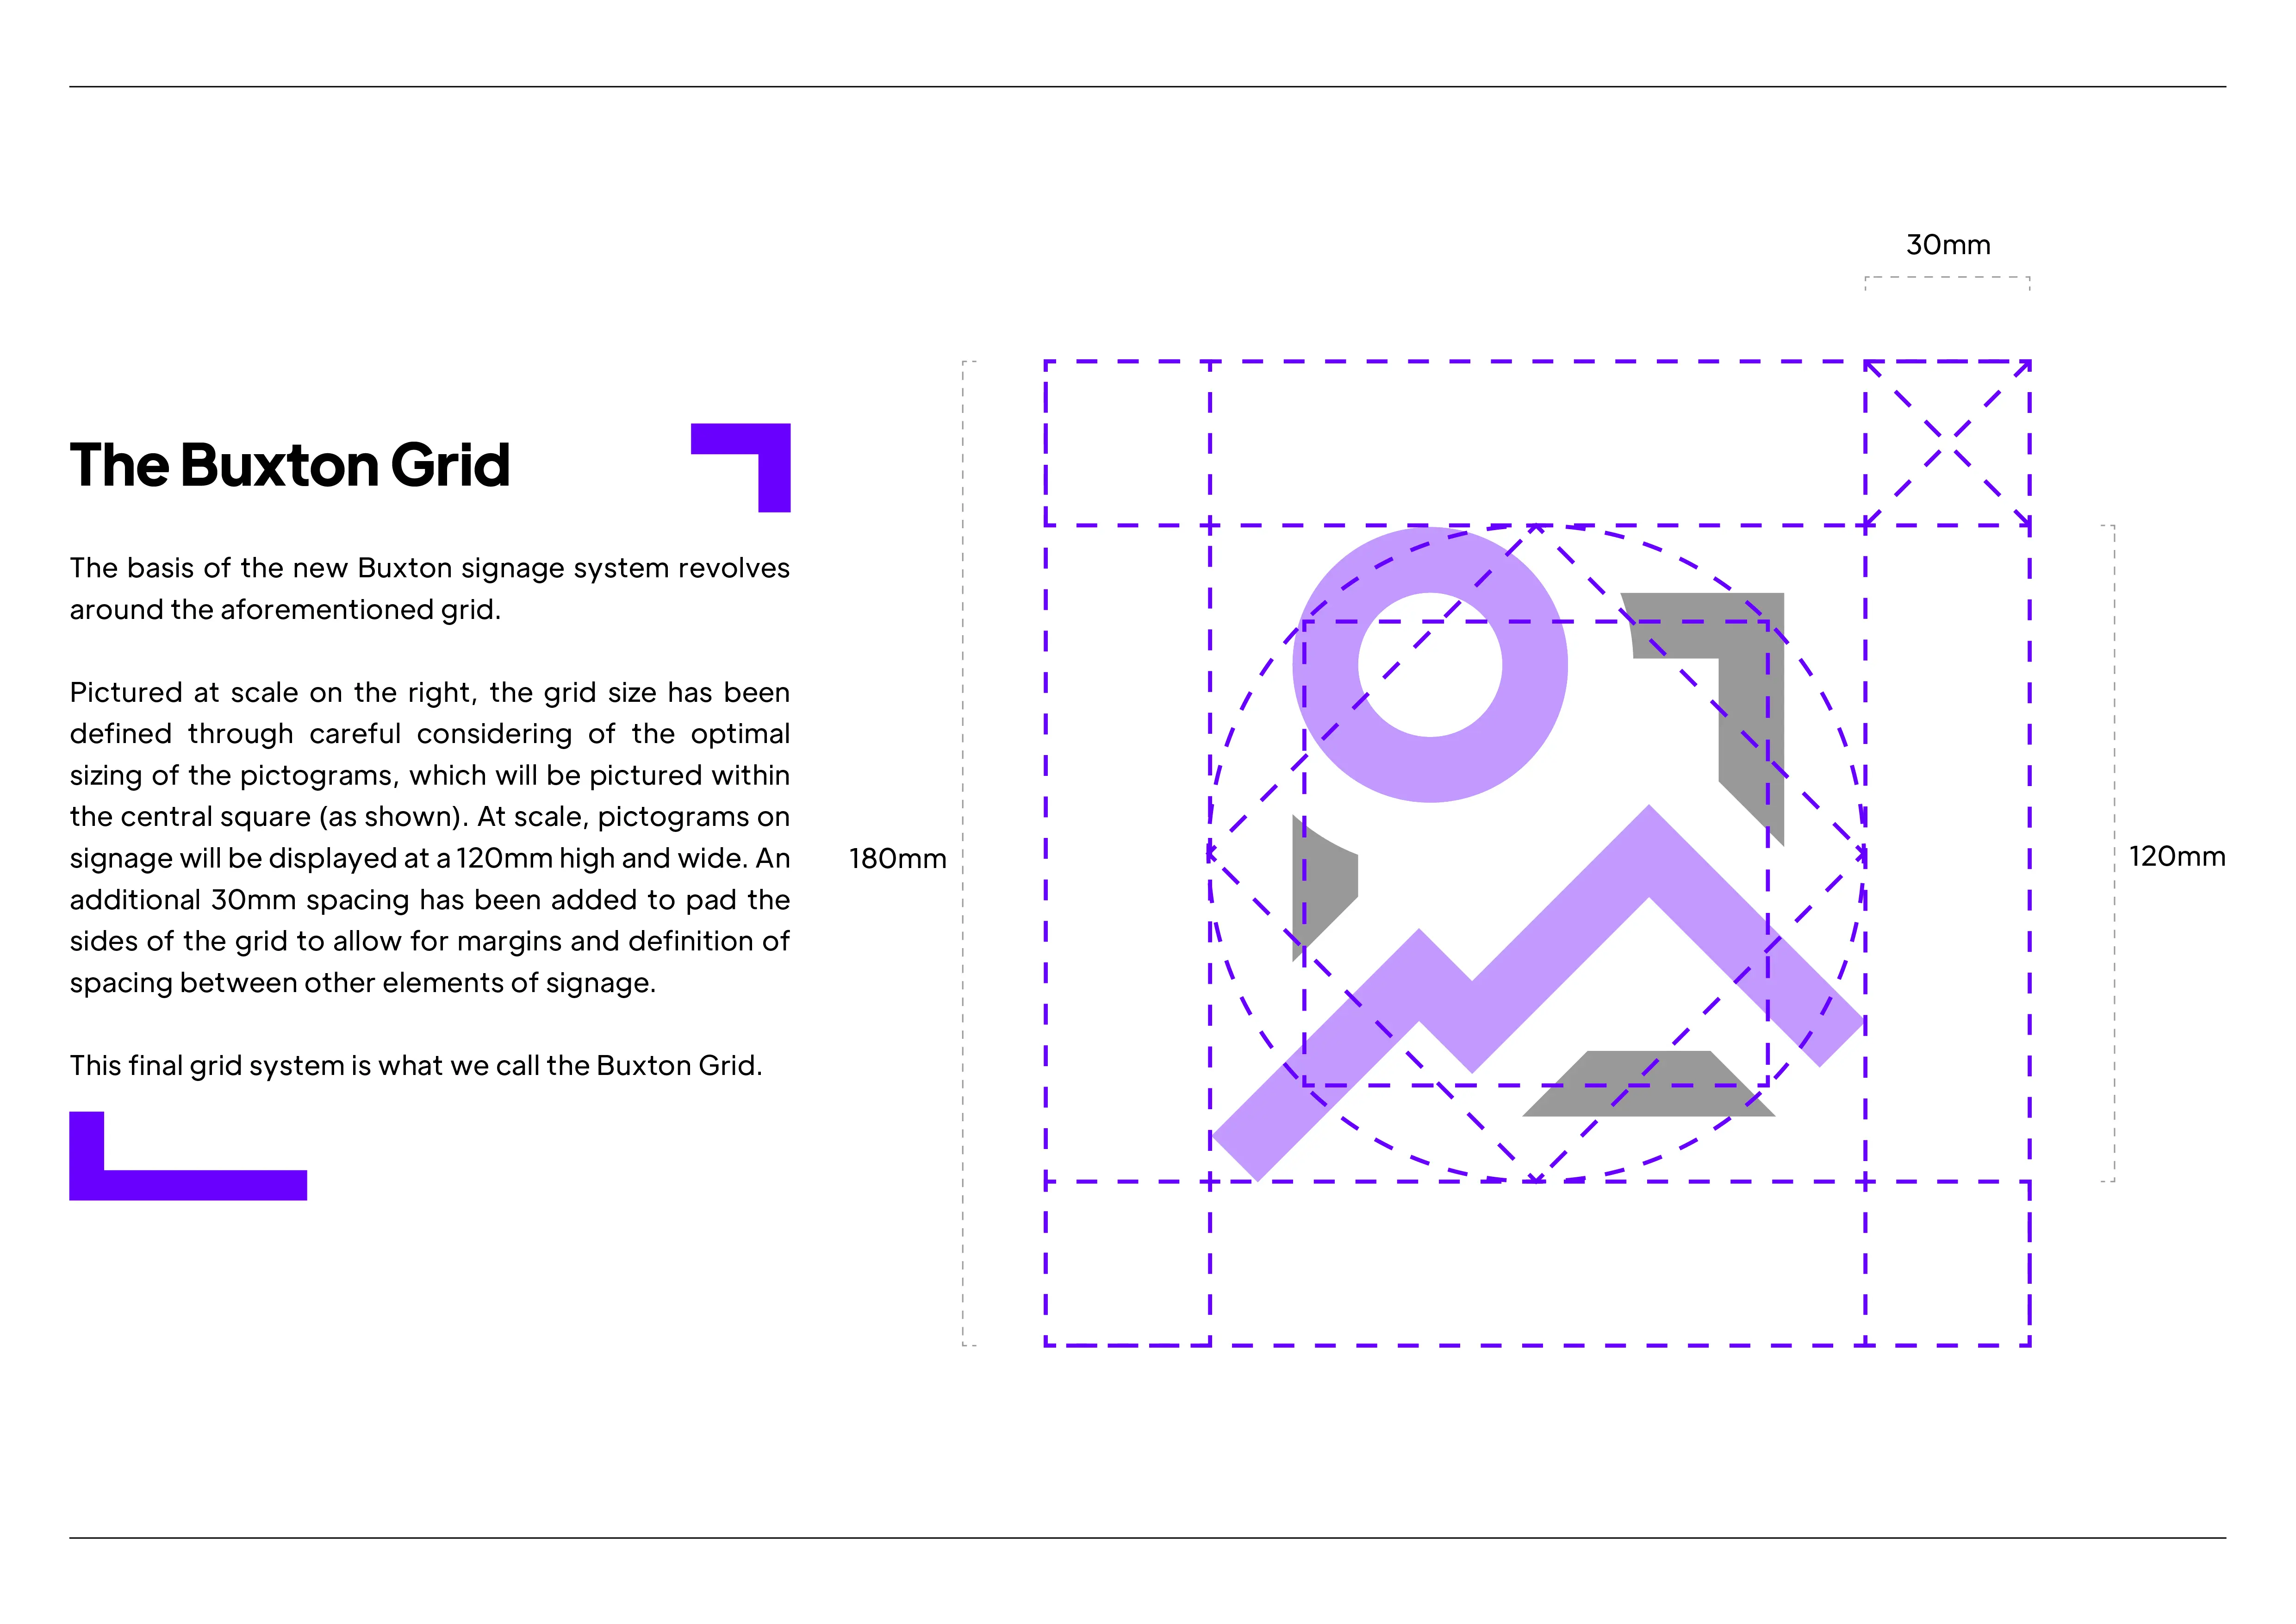 The Buxton Grid
The basis of the new Buxton signage system revolves
around the aforementioned grid.
Pictured at scale on the right, the grid size has been
defined through careful considering of the optimal
sizing of the pictograms, which will be pictured within
the central square (as shown). At scale, pictograms on
signage will be displayed at a 120mm high and wide. An
additional 30mm spacing has been added to pad the
sides of the grid to allow for margins and definition of
spacing between other elements of signage.
This final grid system is what we call the Buxton Grid.
30mm
180mm
120mm